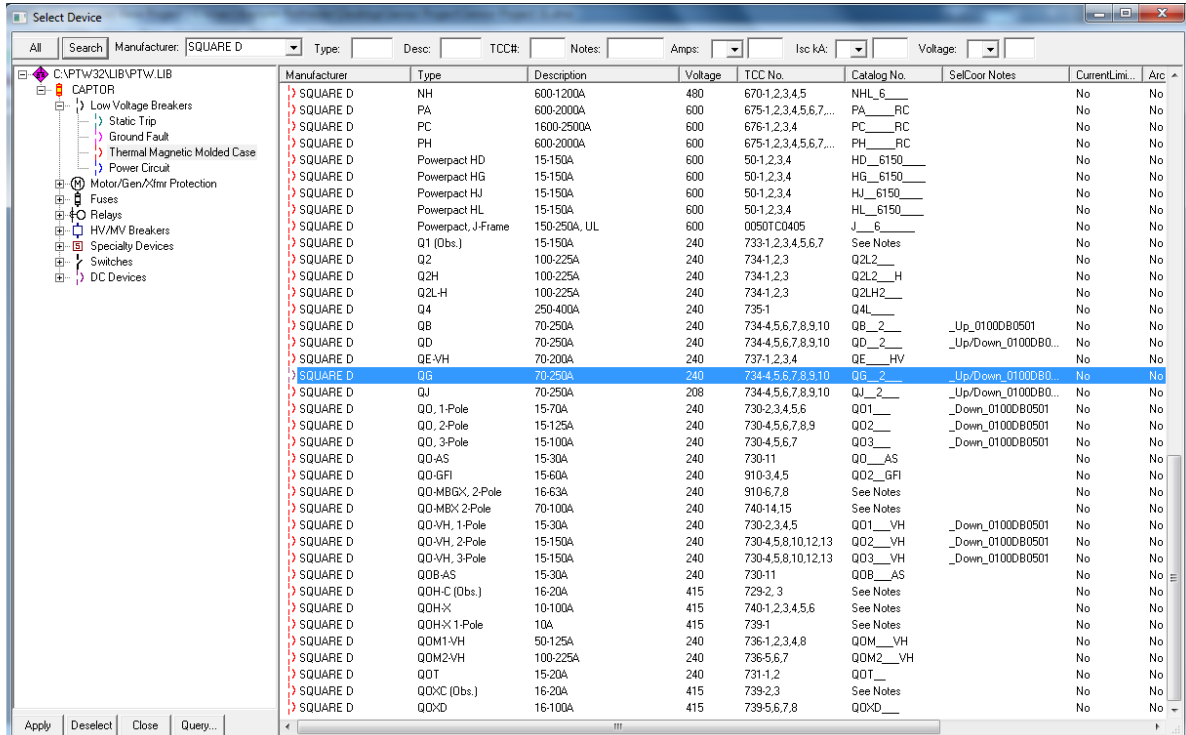 Select Device
All Search Manufacturer: SQUARE D Type: Desc: TCC#: Notes: Amps: Isc kA: Voltage:
C:\PTW32\LIB\PTW.LIB
CAPTOR
Low Voltage Breakers
Static Trip
Ground Fault
Thermal Magnetic Molded Case
Power Circuit
Motor/Gen/Xfmr Protection
Fuses
Relays
HV/MV Breakers
Specialty Devices
Switches
DC Devices
Manufacturer Type Description Voltage TCC No. Catalog No. SelCoor Notes CurrentLimi... Arc
SQUARE D NH 600-1200A 480 670-1,2,3,4,5 NHL_6____ No No
SQUARE D PA 600-2000A 600 675-1,2,3,4,5,6,7,... PA_____RC No No
SQUARE D PC 1600-2500A 600 676-1,2,3,4 PC_____RC No No
SQUARE D PH 600-2000A 600 675-1,2,3,4,5,6,7,... PH_____RC No No
SQUARE D Powerpact HD 15-150A 600 50-1,2,3,4 HD__6150____ No No
SQUARE D Powerpact HG 15-150A 600 50-1,2,3,4 HG__6150____ No No
SQUARE D Powerpact HJ 15-150A 600 50-1,2,3,4 HJ__6150____ No No
SQUARE D Powerpact HL 15-150A 600 50-1,2,3,4 HL__6150____ No No
SQUARE D Powerpact, J-Frame 150-250A, UL 600 0050TC0405 J___6______ No No
SQUARE D Q1 (Obs.) 15-150A 240 733-1,2,3,4,5,6,7 See Notes No No
SQUARE D Q2 100-225A 240 734-1,2,3 Q2L2___ No No
SQUARE D Q2H 100-225A 240 734-1,2,3 Q2L2___H No No
SQUARE D Q2L-H 100-225A 240 734-1,2,3 Q2LH2___ No No
SQUARE D Q4 250-400A 240 735-1 Q4L____ No No
SQUARE D QB 70-250A 240 734-4,5,6,7,8,9,10 QB__2___ _Up_0100DB0501 No No
SQUARE D QD 70-250A 240 734-4,5,6,7,8,9,10 QD__2___ _Up/Down_0100DB0... No No
SQUARE D QE-VH 70-200A 240 737-1,2,3,4 QE____HV No No
SQUARE D QG 70-250A 240 734-4,5,6,7,8,9,10 QG__2___ _Up/Down_0100DB0... No No
SQUARE D QJ 70-250A 208 734-4,5,6,7,8,9,10 QJ__2___ _Up/Down_0100DB0... No No
SQUARE D QO, 1-Pole 15-70A 240 730-2,3,4,5,6 QO1___ _Down_0100DB0501 No No
SQUARE D QO, 2-Pole 15-125A 240 730-4,5,6,7,8,9 QO2___ _Down_0100DB0501 No No
SQUARE D QO, 3-Pole 15-100A 240 730-4,5,6,7 QO3___ _Down_0100DB0501 No No
SQUARE D QO-AS 15-30A 240 730-11 QO___AS No No
SQUARE D QO-GFI 15-60A 240 910-3,4,5 QO2__GFI No No
SQUARE D QO-MBGX, 2-Pole 16-63A 240 910-6,7,8 See Notes No No
SQUARE D QO-MBX 2-Pole 70-100A 240 740-14,15 See Notes No No
SQUARE D QO-VH, 1-Pole 15-30A 240 730-2,3,4,5 QO1___VH _Down_0100DB0501 No No
SQUARE D QO-VH, 2-Pole 15-150A 240 730-4,5,8,10,12,13 QO2___VH _Down_0100DB0501 No No
SQUARE D QO-VH, 3-Pole 15-150A 240 730-4,5,8,10,12,13 QO3___VH _Down_0100DB0501 No No
SQUARE D QOB-AS 15-30A 240 730-11 QOB___AS No No
SQUARE D QOH-C (Obs.) 16-20A 415 729-2, 3 See Notes No No
SQUARE D QOH-X 10-100A 415 740-1,2,3,4,5,6 See Notes No No
SQUARE D QOH-X 1-Pole 10A 415 739-1 See Notes No No
SQUARE D QOM1-VH 50-125A 240 736-1,2,3,4,8 QOM___VH No No
SQUARE D QOM2-VH 100-225A 240 736-5,6,7 QOM2___VH No No
SQUARE D QOT 15-20A 240 731-1,2 QOT__ No No
SQUARE D QOXC (Obs.) 16-20A 415 739-2,3 See Notes No No
SQUARE D QOXD 16-100A 415 739-5,6,7,8 QOXD___ No No
Apply Deselect Close Query...